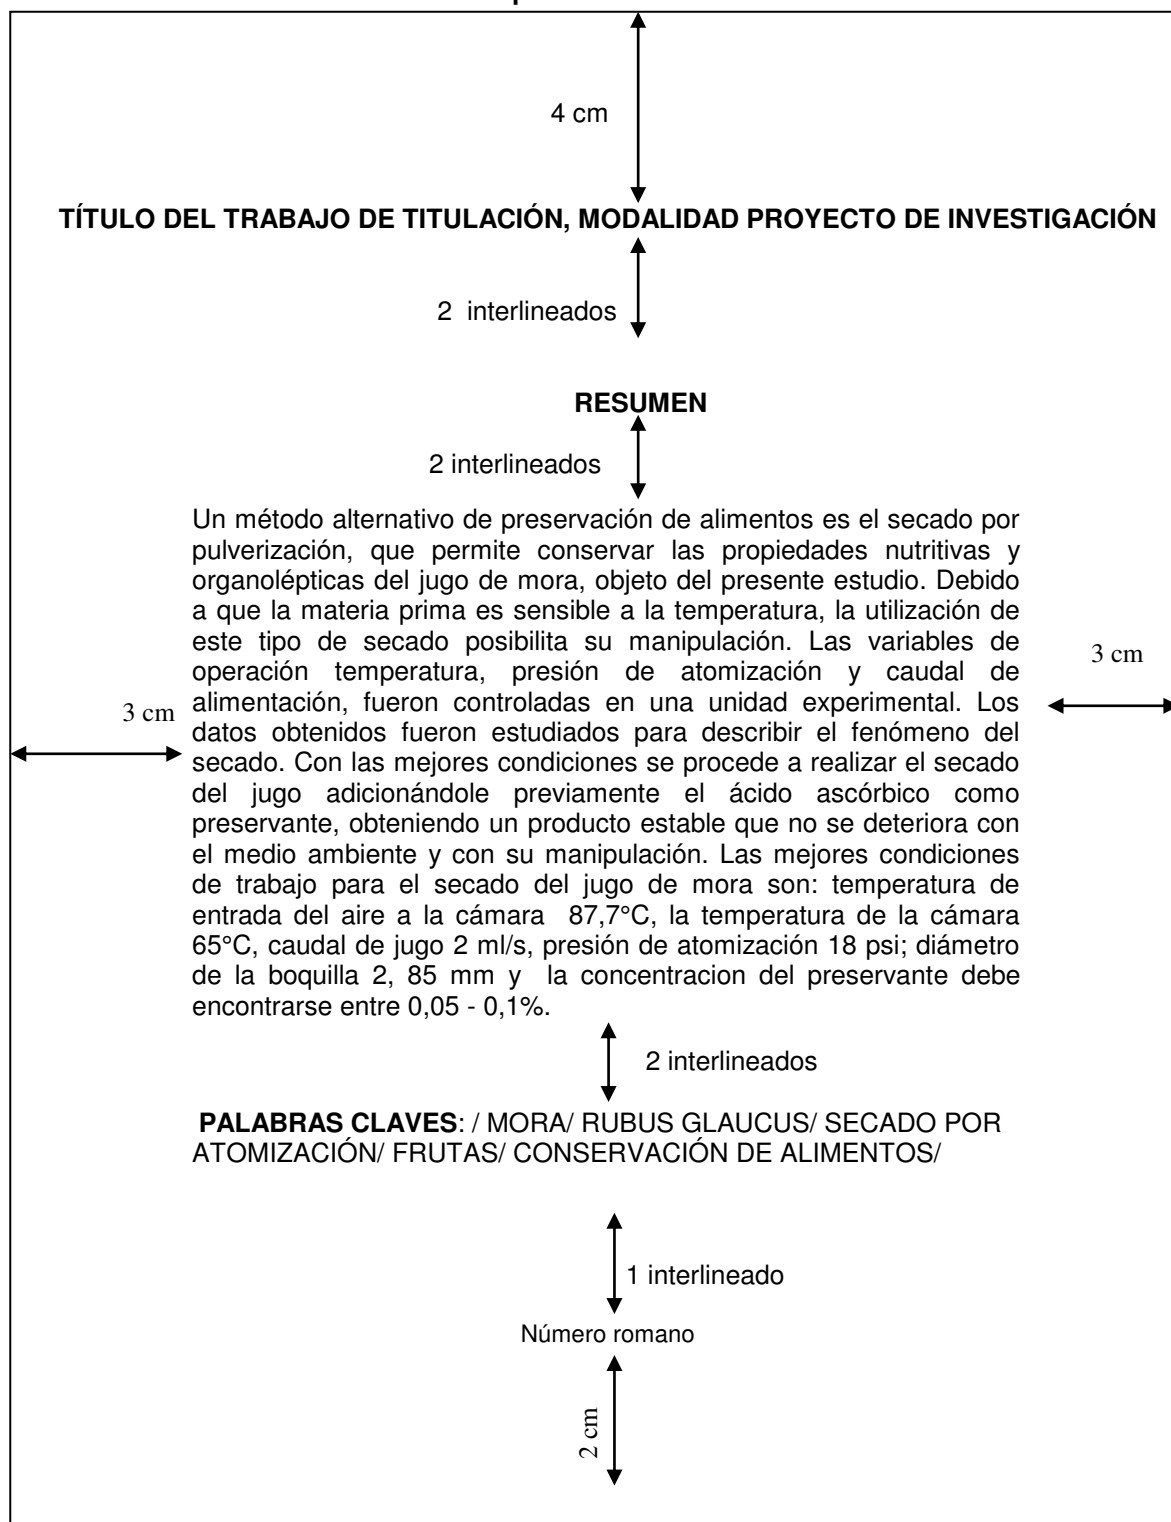 4 cm
TÍTULO DEL TRABAJO DE TITULACIÓN, MODALIDAD PROYECTO DE INVESTIGACIÓN
2 interlineados
RESUMEN
2 interlineados
Un método alternativo de preservación de alimentos es el secado por
pulverización, que permite conservar las propiedades nutritivas y
organolépticas del jugo de mora, objeto del presente estudio. Debido
a que la materia prima es sensible a la temperatura, la utilización de
este tipo de secado posibilita su manipulación. Las variables de
operación temperatura, presión de atomización y caudal de
alimentación, fueron controladas en una unidad experimental. Los
datos obtenidos fueron estudiados para describir el fenómeno del
secado. Con las mejores condiciones se procede a realizar el secado
del jugo adicionándole previamente el ácido ascórbico como
preservante, obteniendo un producto estable que no se deteriora con
el medio ambiente y con su manipulación. Las mejores condiciones
de trabajo para el secado del jugo de mora son: temperatura de
entrada del aire a la cámara 87,7°C, la temperatura de la cámara
65°C, caudal de jugo 2 ml/s, presión de atomización 18 psi; diámetro
de la boquilla 2, 85 mm y la concentracion del preservante debe
encontrarse entre 0,05 - 0,1%.
3 cm
3 cm
2 interlineados
PALABRAS CLAVES: / MORA/ RUBUS GLAUCUS/ SECADO POR
ATOMIZACIÓN/ FRUTAS/ CONSERVACIÓN DE ALIMENTOS/
1 interlineado
Número romano
2 cm